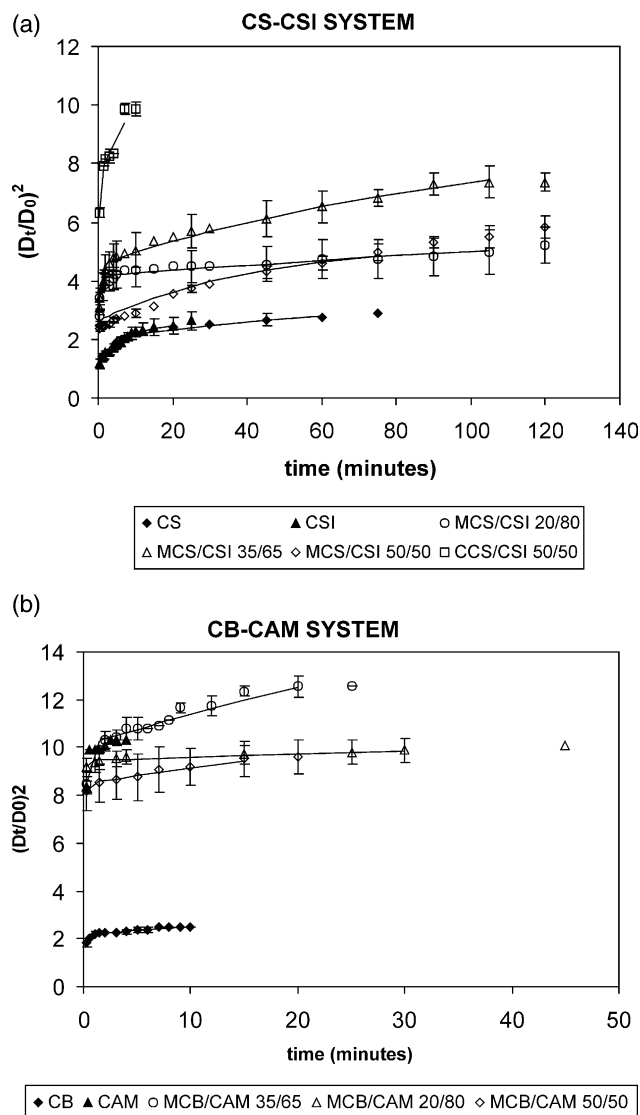 (a)
CS-CSI SYSTEM
12
10
8
6
4
2
0
(Dt/D0)2
0 20 40 60 80 100 120 140
time (minutes)
◆ CS ▲ CSI ○ MCS/CSI 20/80
△ MCS/CSI 35/65 ◇ MCS/CSI 50/50 □ CCS/CSI 50/50
(b)
CB-CAM SYSTEM
14
12
10
8
6
4
2
0
(Dt/D0)2
0 10 20 30 40 50
time (minutes)
◆ CB ▲ CAM ○ MCB/CAM 35/65 △ MCB/CAM 20/80 ◇ MCB/CAM 50/50